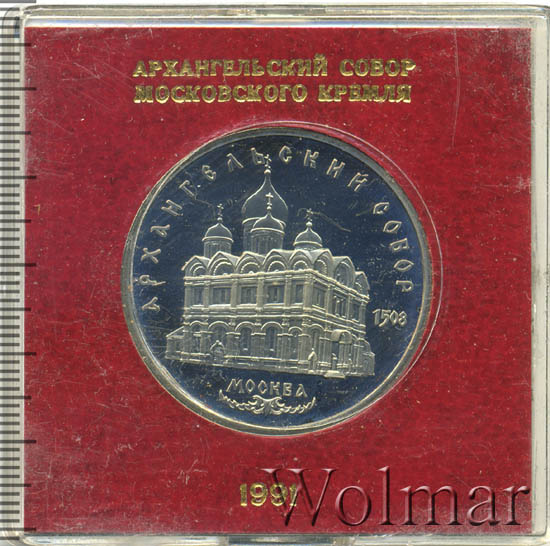 АРХАНГЕЛЬСКИЙ СОБОР
МОСКОВСКОГО КРЕМЛЯ
АРХАНГЕЛЬСКИЙ СОБОР
1508
МОСКВА
1991
Wolmar